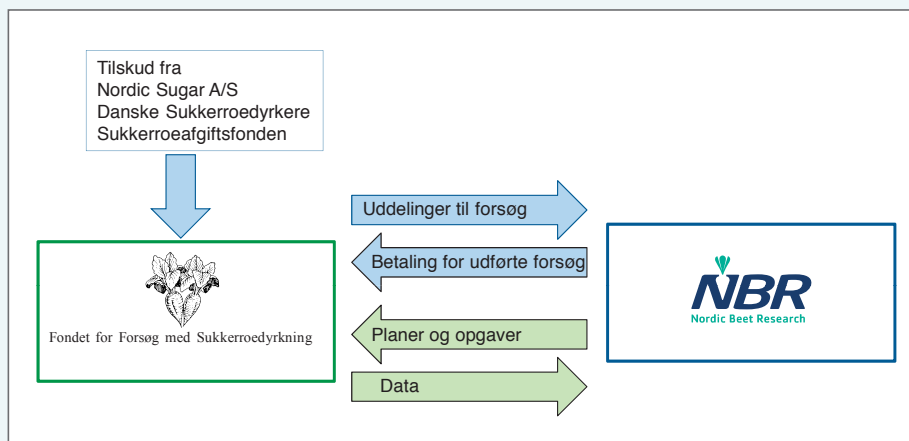 Tilskud fra
Nordic Sugar A/S
Danske Sukkerroedyrkere
Sukkerroeafgiftsfonden
Uddelinger til forsøg
Betaling for udførte forsøg
Fondet for Forsøg med Sukkerroedyrkning
Planer og opgaver
Data
NBR
Nordic Beet Research